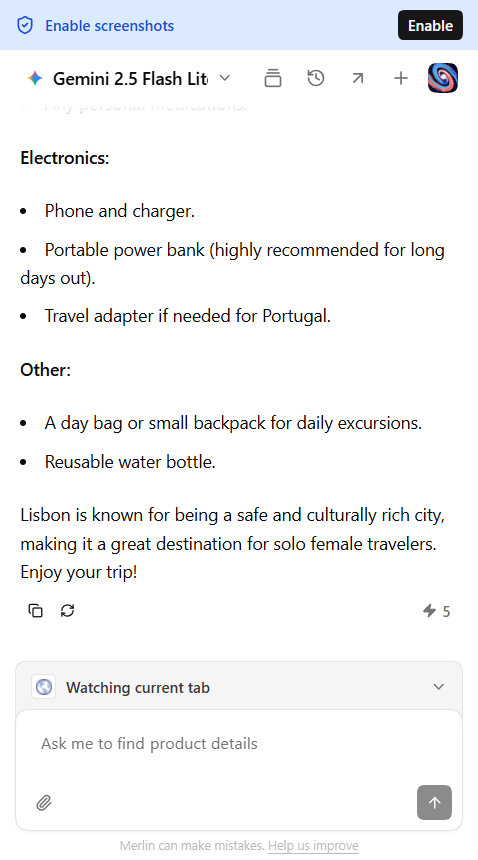 Enable screenshots
Enable
Gemini 2.5 Flash Lit
Any personal medications.
Electronics:
• Phone and charger.
• Portable power bank (highly recommended for long
days out).
• Travel adapter if needed for Portugal.
Other:
• A day bag or small backpack for daily excursions.
• Reusable water bottle.
Lisbon is known for being a safe and culturally rich city,
making it a great destination for solo female travelers.
Enjoy your trip!
5
Watching current tab
Ask me to find product details
Merlin can make mistakes. Help us improve